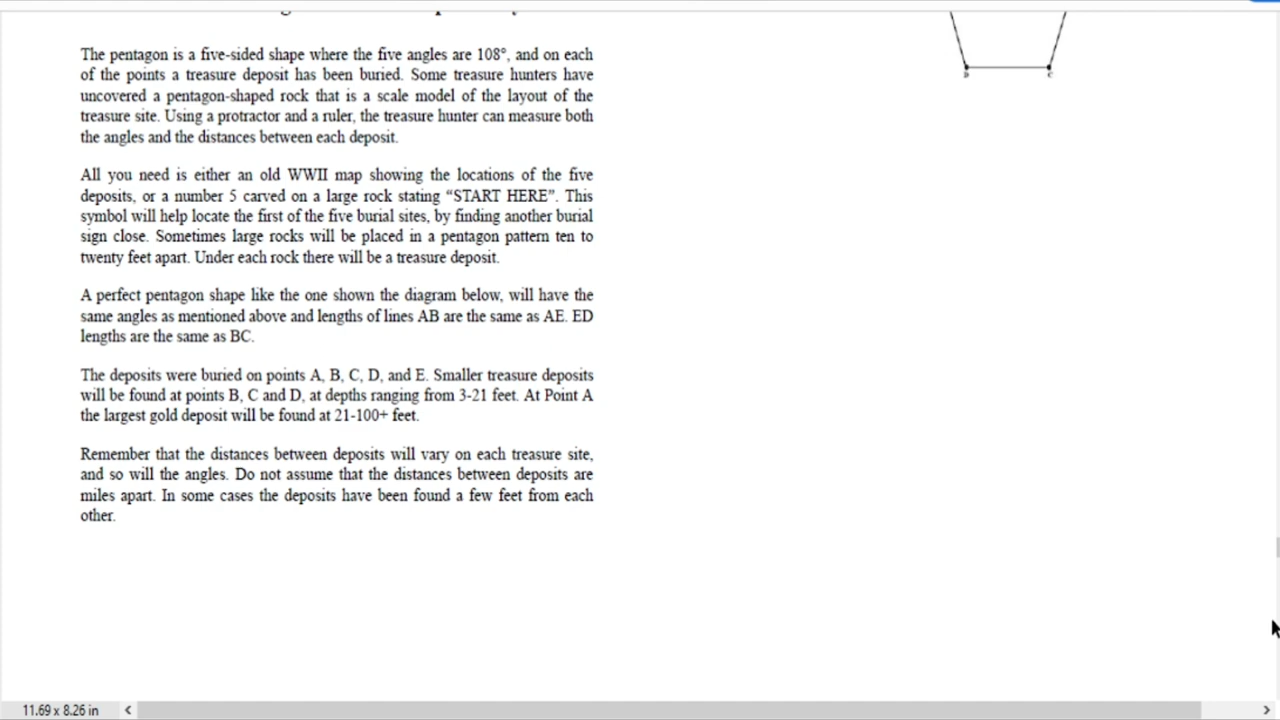 The pentagon is a five-sided shape where the five angles are 108°, and on each
of the points a treasure deposit has been buried. Some treasure hunters have
uncovered a pentagon-shaped rock that is a scale model of the layout of the
treasure site. Using a protractor and a ruler, the treasure hunter can measure both
the angles and the distances between each deposit.
All you need is either an old WWII map showing the locations of the five
deposits, or a number 5 carved on a large rock stating “START HERE”. This
symbol will help locate the first of the five burial sites, by finding another burial
sign close. Sometimes large rocks will be placed in a pentagon pattern ten to
twenty feet apart. Under each rock there will be a treasure deposit.
A perfect pentagon shape like the one shown the diagram below, will have the
same angles as mentioned above and lengths of lines AB are the same as AE. ED
lengths are the same as BC.
The deposits were buried on points A, B, C, D, and E. Smaller treasure deposits
will be found at points B, C and D, at depths ranging from 3-21 feet. At Point A
the largest gold deposit will be found at 21-100+ feet.
Remember that the distances between deposits will vary on each treasure site,
and so will the angles. Do not assume that the distances between deposits are
miles apart. In some cases the deposits have been found a few feet from each
other.
D C
11.69 x 8.26 in